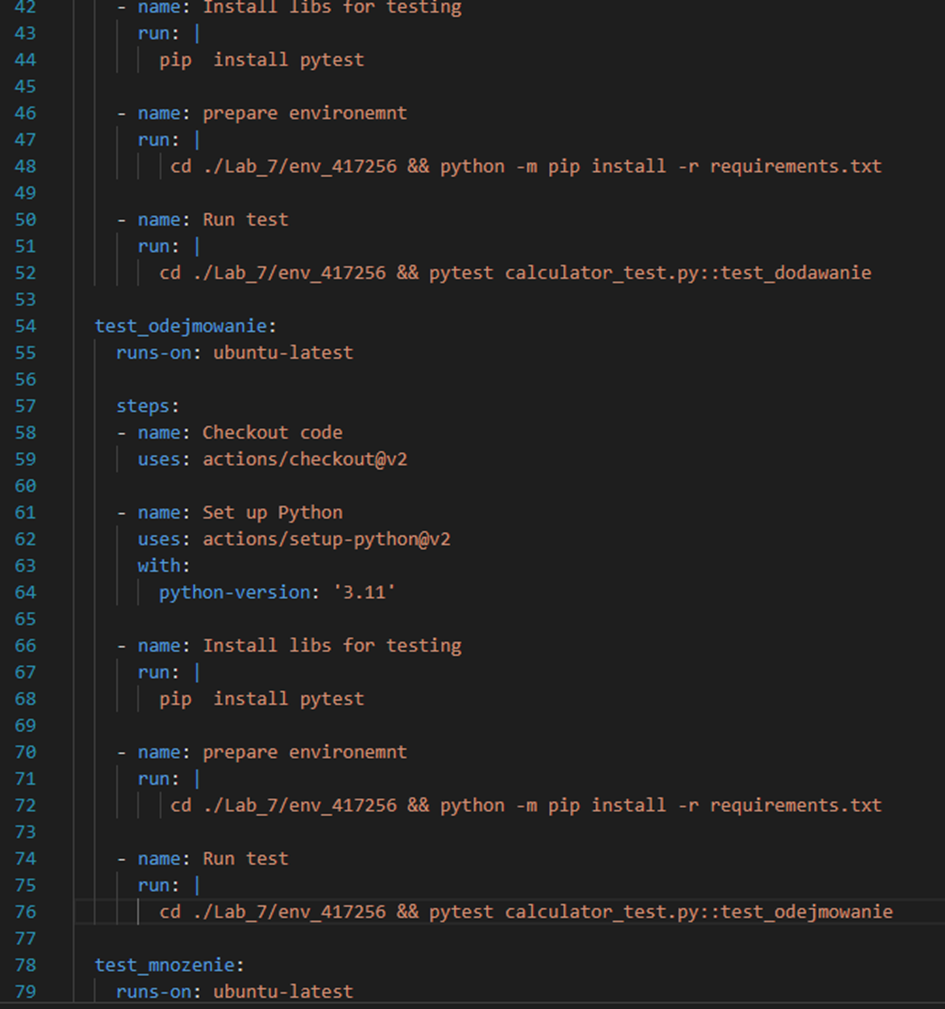 42 - name: Install libs for testing
43 run: |
44 pip  install pytest
45
46 - name: prepare environemnt
47 run: |
48 cd ./Lab_7/env_417256 && python -m pip install -r requirements.txt
49
50 - name: Run test
51 run: |
52 cd ./Lab_7/env_417256 && pytest calculator_test.py::test_dodawanie
53
54 test_odejmowanie:
55 runs-on: ubuntu-latest
56
57 steps:
58 - name: Checkout code
59 uses: actions/checkout@v2
60
61 - name: Set up Python
62 uses: actions/setup-python@v2
63 with:
64 python-version: '3.11'
65
66 - name: Install libs for testing
67 run: |
68 pip  install pytest
69
70 - name: prepare environemnt
71 run: |
72 cd ./Lab_7/env_417256 && python -m pip install -r requirements.txt
73
74 - name: Run test
75 run: |
76 cd ./Lab_7/env_417256 && pytest calculator_test.py::test_odejmowanie
77
78 test_mnozenie:
79 runs-on: ubuntu-latest